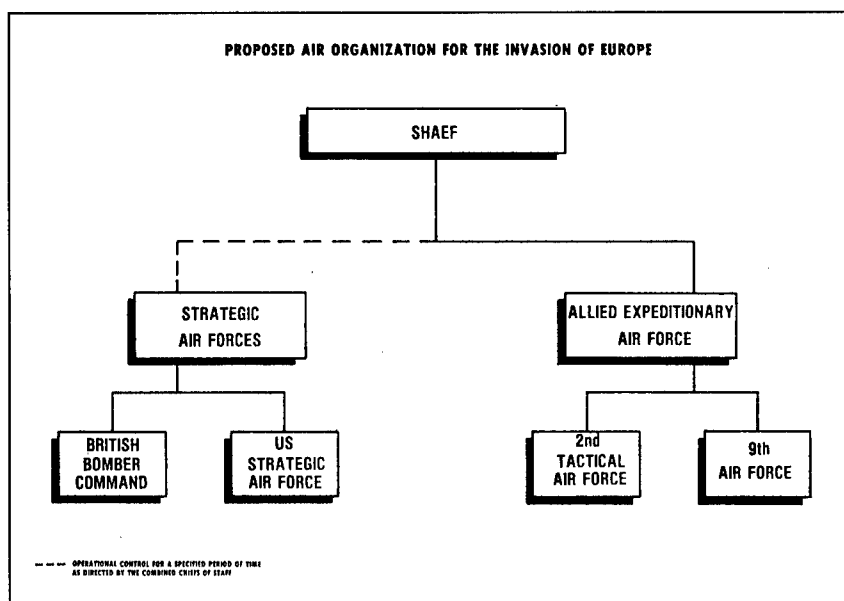 PROPOSED AIR ORGANIZATION FOR THE INVASION OF EUROPE
SHAEF
STRATEGIC
AIR FORCES
ALLIED EXPEDITIONARY
AIR FORCE
BRITISH
BOMBER
COMMAND
US
STRATEGIC
AIR FORCE
2nd
TACTICAL
AIR FORCE
9th
AIR FORCE
OPERATIONAL CONTROL FOR A SPECIFIED PERIOD OF TIME
AS DIRECTED BY THE COMBINED CHIEFS OF STAFF